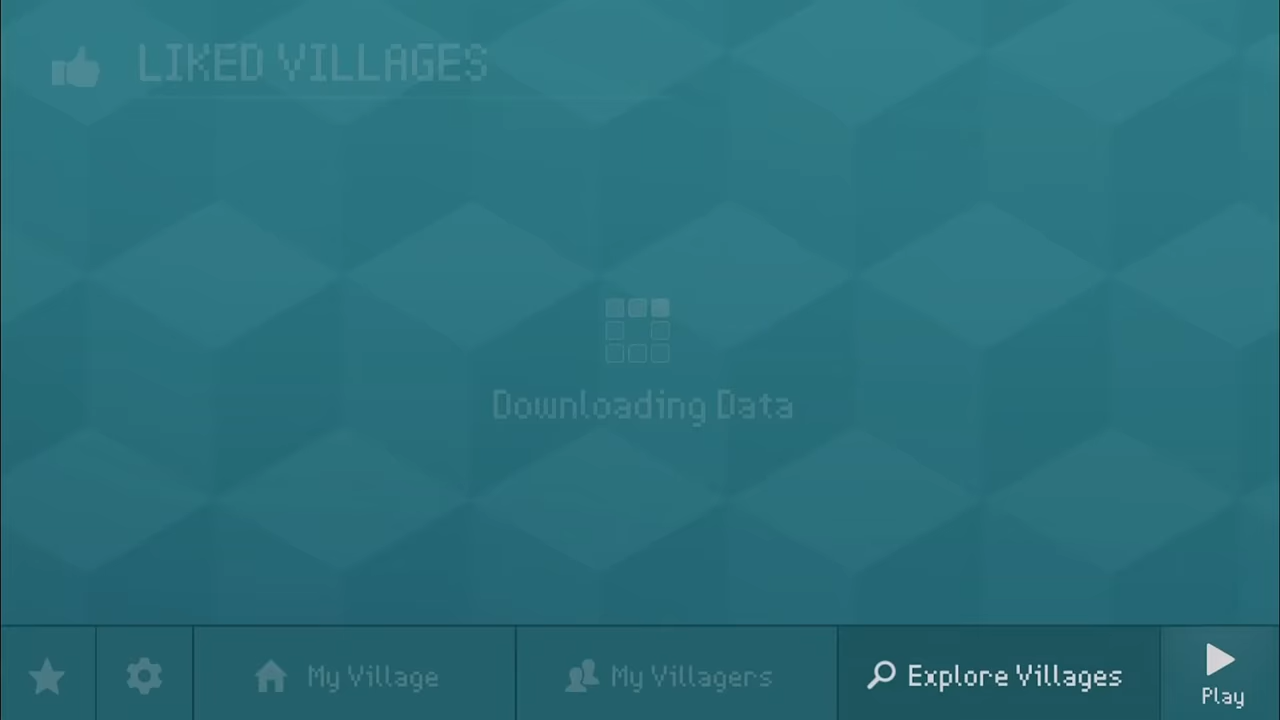 LIKED VILLAGES
Downloading Data
My Village
My Villagers
Explore Villages
Play